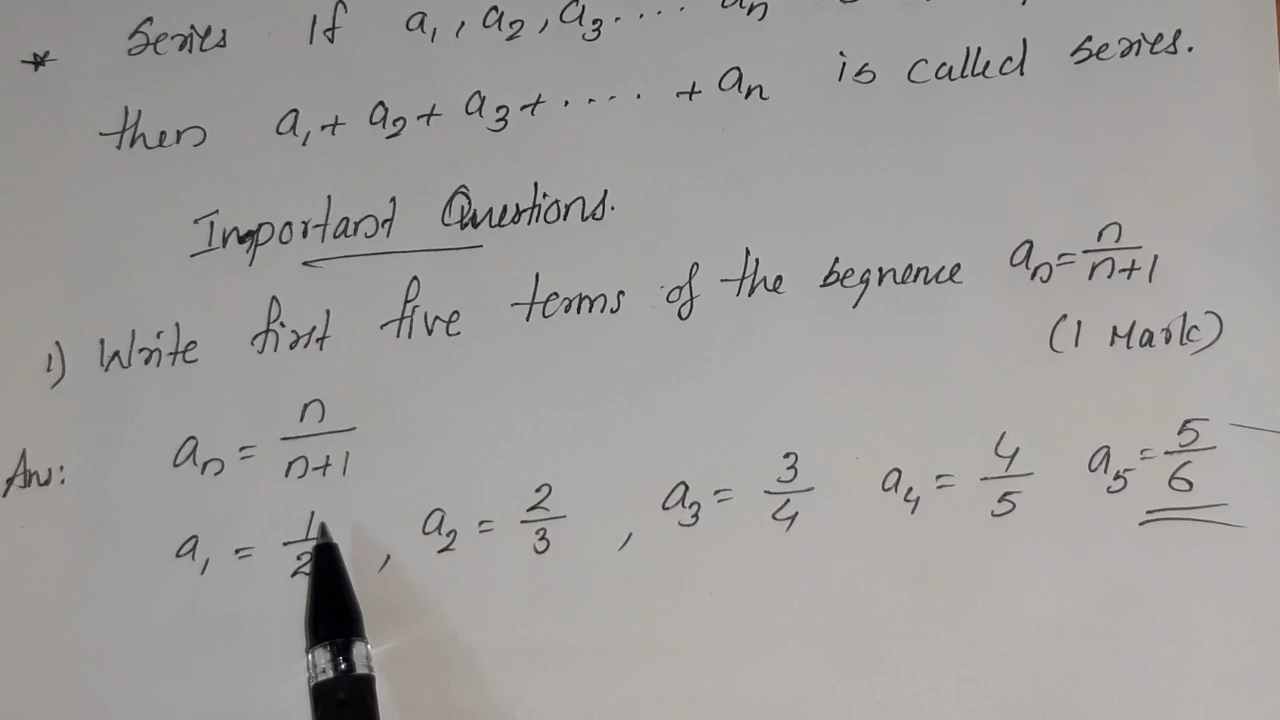 * Series If a₁, a₂, a₃.... aₙ
then a₁ + a₂ + a₃ + ..... + aₙ is called series.
Important Questions.
1) Write first five terms of the sequence aₙ = n/(n+1)
(1 Mark)
Ans: aₙ = n/(n+1)
a₁ = 1/2 , a₂ = 2/3 , a₃ = 3/4 a₄ = 4/5 a₅ = 5/6